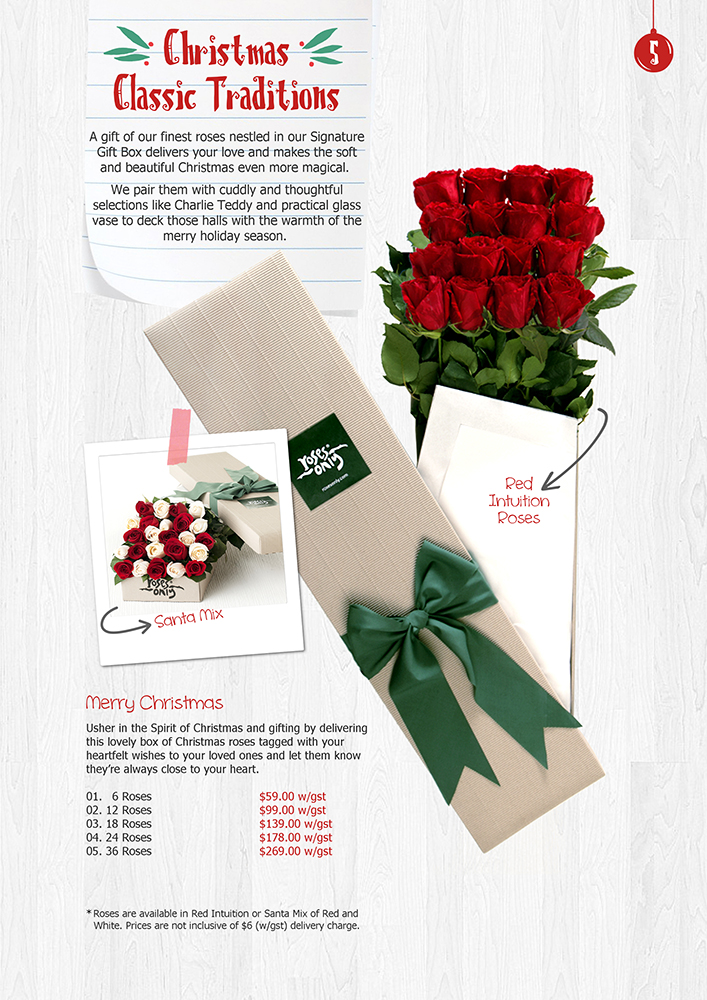 5
Christmas
Classic Traditions
A gift of our finest roses nestled in our Signature
Gift Box delivers your love and makes the soft
and beautiful Christmas even more magical.
We pair them with cuddly and thoughtful
selections like Charlie Teddy and practical glass
vase to deck those halls with the warmth of the
merry holiday season.
roses
only
rosesonly.com
Red
Intuition
Roses
roses
only
Santa Mix
Merry Christmas
Usher in the Spirit of Christmas and gifting by delivering
this lovely box of Christmas roses tagged with your
heartfelt wishes to your loved ones and let them know
they're always close to your heart.
01. 6 Roses $59.00 w/gst
02. 12 Roses $99.00 w/gst
03. 18 Roses $139.00 w/gst
04. 24 Roses $178.00 w/gst
05. 36 Roses $269.00 w/gst
*Roses are available in Red Intuition or Santa Mix of Red and
White. Prices are not inclusive of $6 (w/gst) delivery charge.